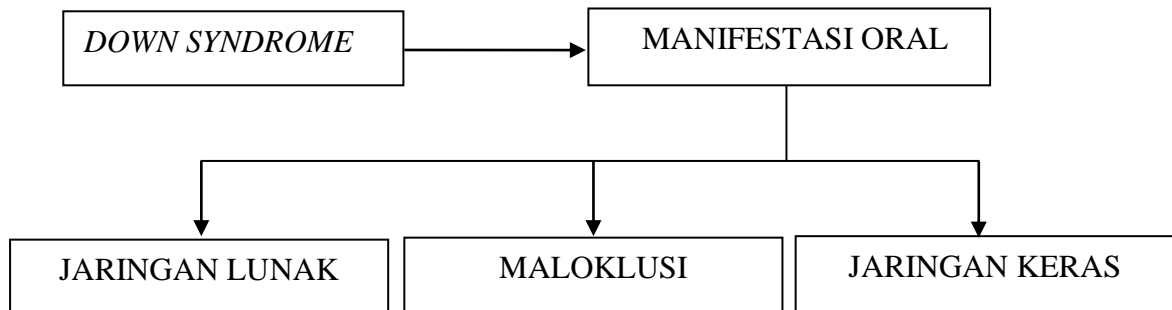 DOWN SYNDROME
MANIFESTASI ORAL
JARINGAN LUNAK
MALOKLUSI
JARINGAN KERAS